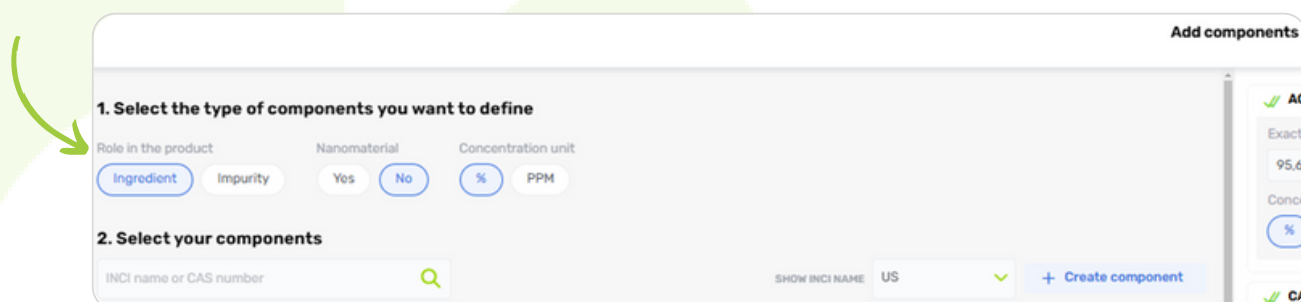 Add components
1. Select the type of components you want to define
Role in the product Nanomaterial Concentration unit
Ingredient Impurity Yes No % PPM
2. Select your components
INCI name or CAS number SHOW INCI NAME US + Create component
Exact
95,6
%